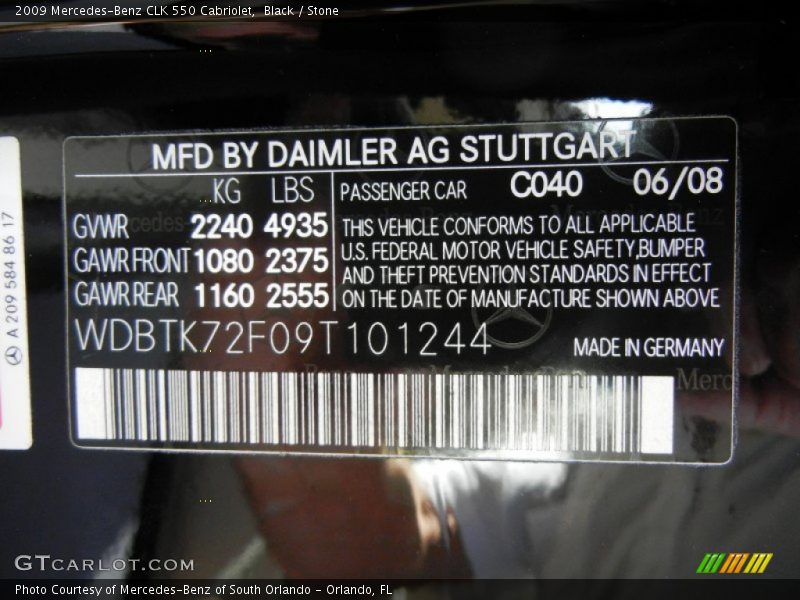 2009 Mercedes-Benz CLK 550 Cabriolet, Black / Stone
A 209 584 86 17
MFD BY DAIMLER AG STUTTGART
KG LBS
GVWR 2240 4935
GAWR FRONT 1080 2375
GAWR REAR 1160 2555
PASSENGER CAR C040 06/08
THIS VEHICLE CONFORMS TO ALL APPLICABLE
U.S. FEDERAL MOTOR VEHICLE SAFETY,BUMPER
AND THEFT PREVENTION STANDARDS IN EFFECT
ON THE DATE OF MANUFACTURE SHOWN ABOVE
WDBTK72F09T101244
MADE IN GERMANY
GTCARLOT.COM
Photo Courtesy of Mercedes-Benz of South Orlando - Orlando, FL